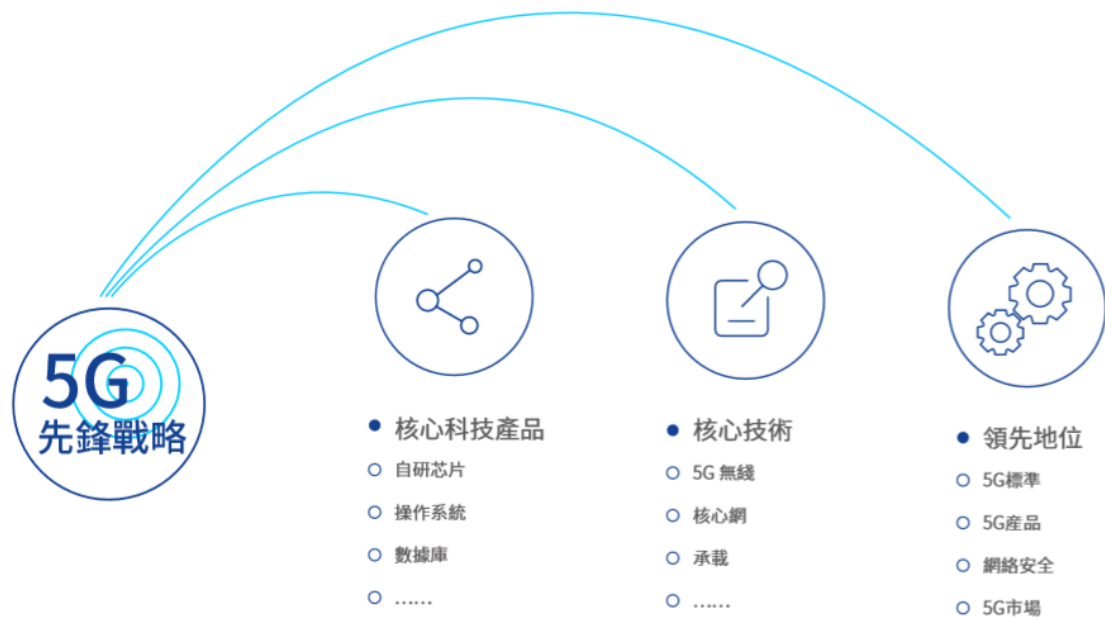 5G
先鋒戰略
核心科技產品
自研芯片
操作系統
數據庫
……
核心技術
5G 無綫
核心網
承載
……
領先地位
5G標準
5G産品
網絡安全
5G市場